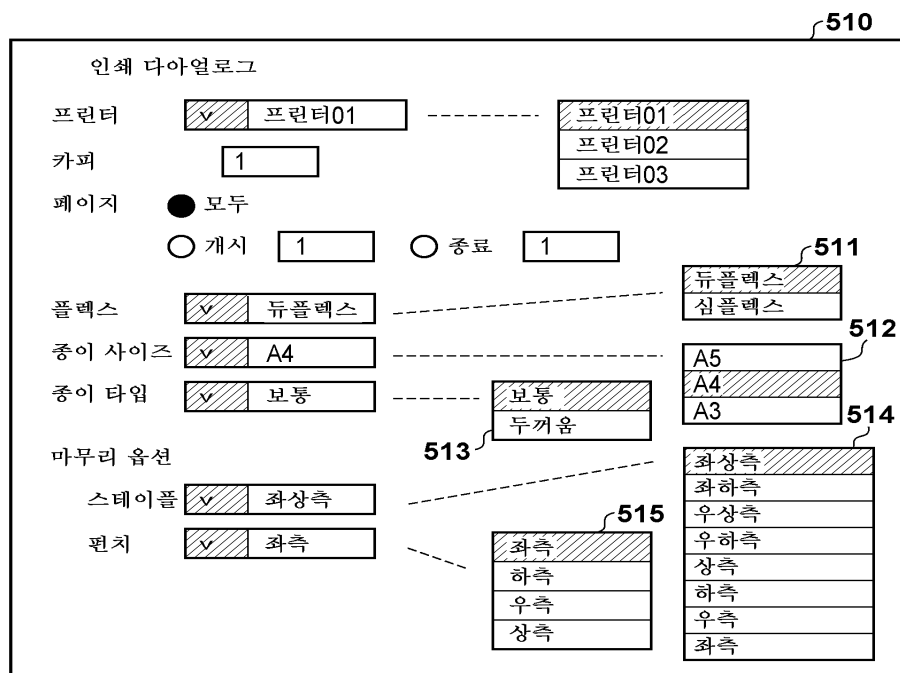 510
인쇄 다아얼로그
프린터 v 프린터01 프린터01
프린터02
프린터03
카피 1
페이지 모두
개시 1 종료 1
511
플렉스 v 듀플렉스 듀플렉스
심플렉스
512
종이 사이즈 v A4 A5
A4
A3
종이 타입 v 보통 보통
두꺼움
513
514
마무리 옵션
스테이플 v 좌상측 좌상측
좌하측
우상측
우하측
상측
하측
우측
좌측
515
펀치 v 좌측 좌측
하측
우측
상측